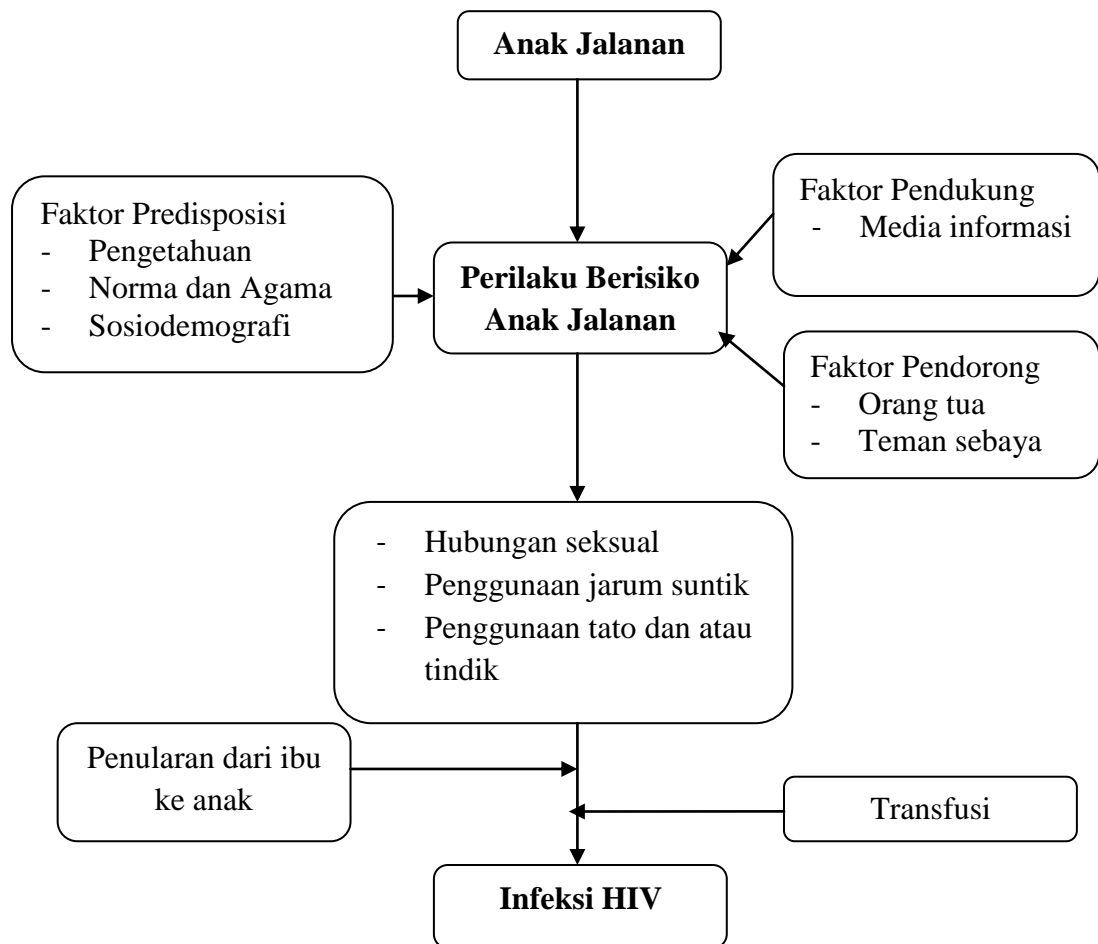 Anak Jalanan
Faktor Predisposisi
- Pengetahuan
- Norma dan Agama
- Sosiodemografi
Perilaku Berisiko
Anak Jalanan
Faktor Pendukung
- Media informasi
Faktor Pendorong
- Orang tua
- Teman sebaya
- Hubungan seksual
- Penggunaan jarum suntik
- Penggunaan tato dan atau
tindik
Penularan dari ibu
ke anak
Transfusi
Infeksi HIV